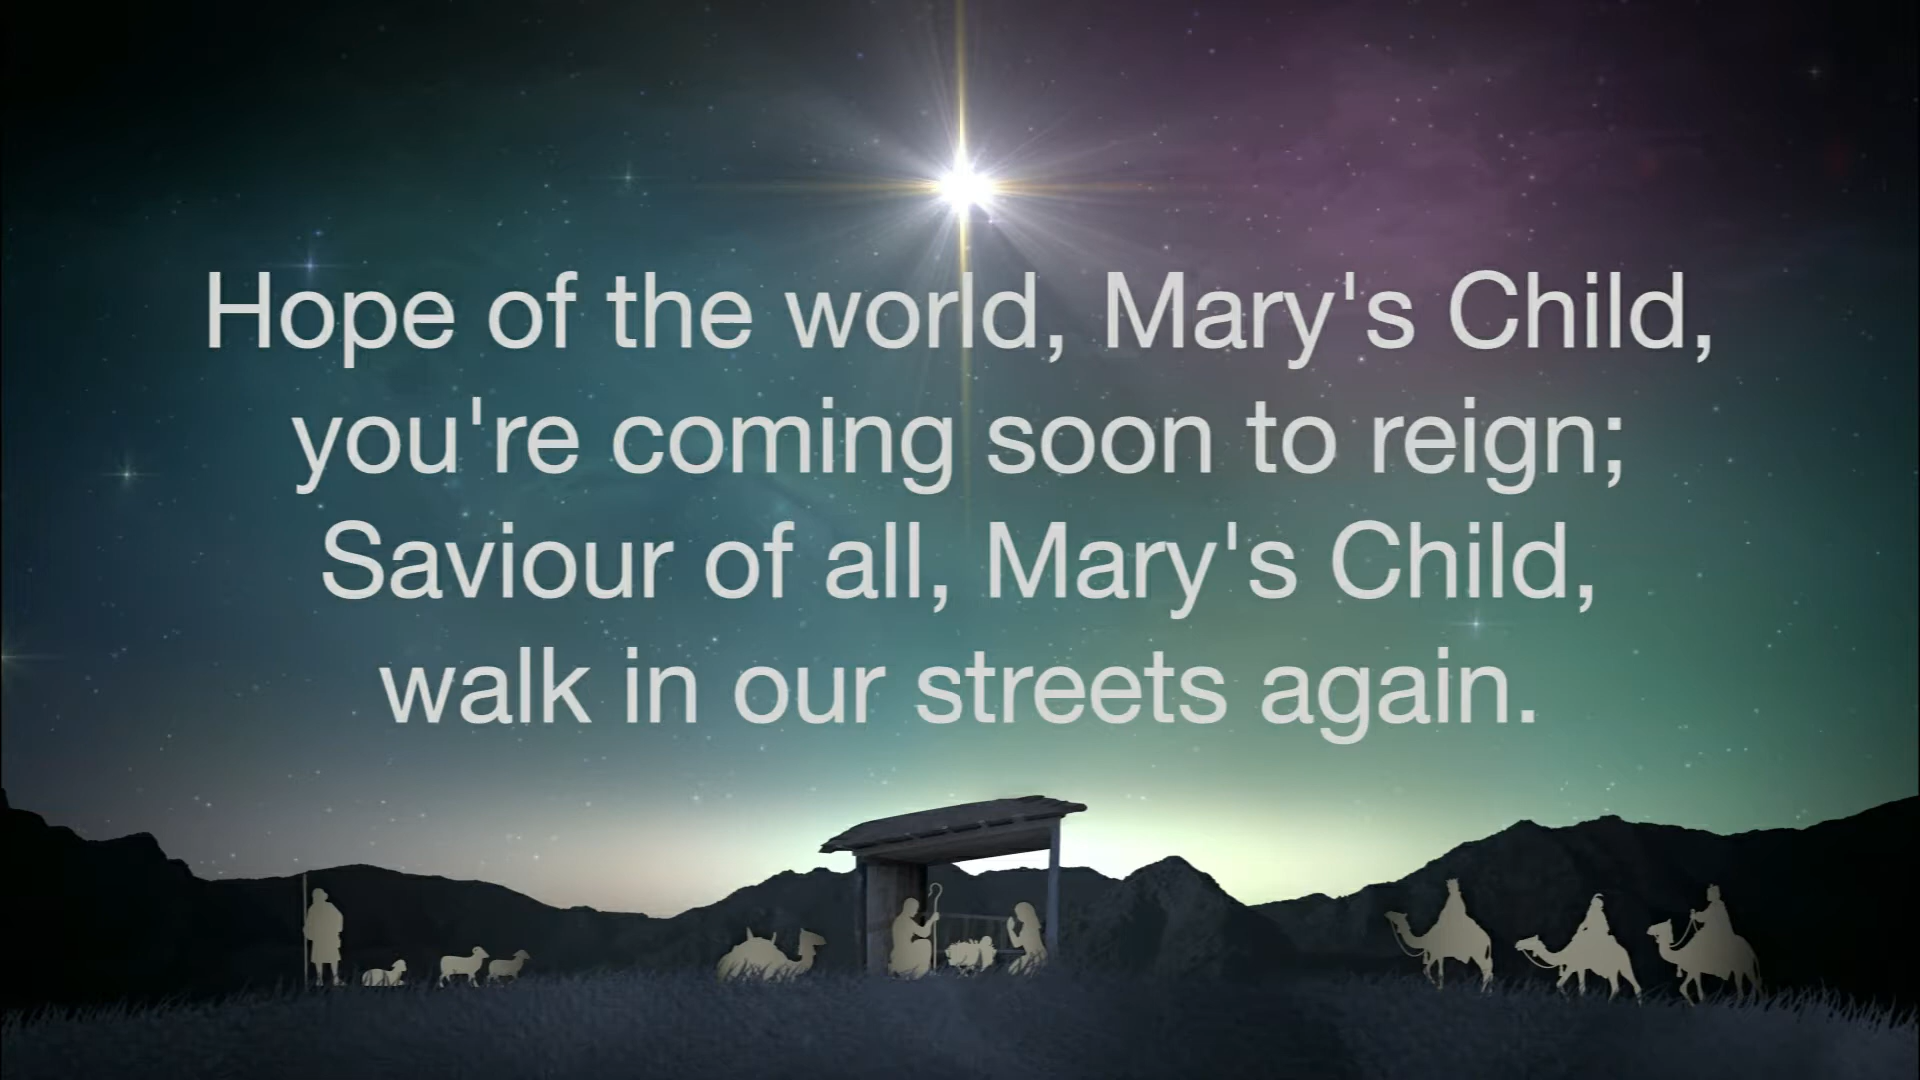 Hope of the world, Mary's Child,
you're coming soon to reign;
Saviour of all, Mary's Child,
walk in our streets again.